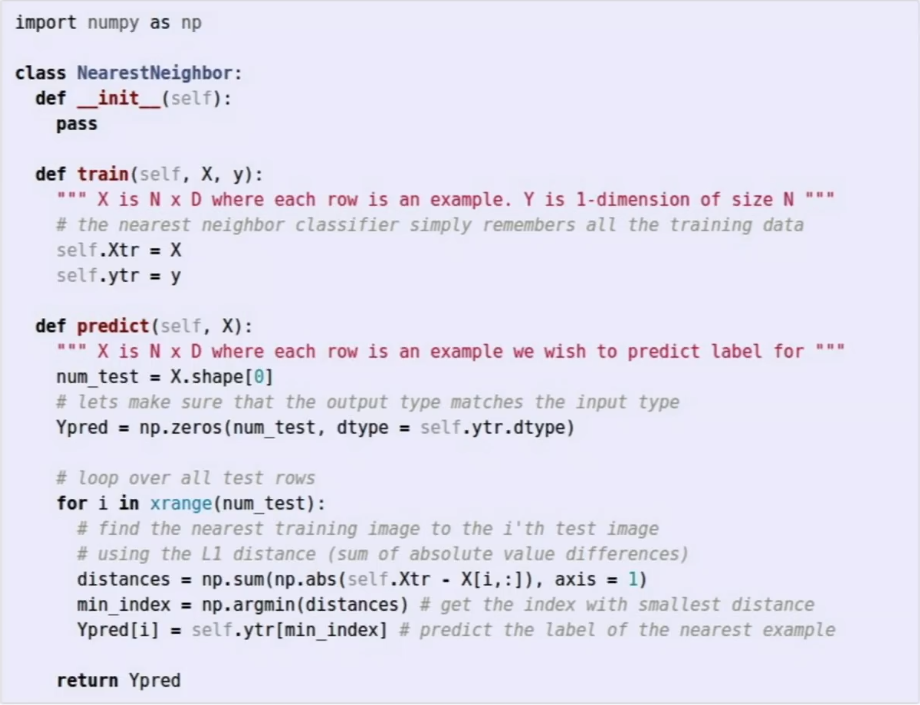 import numpy as np
class NearestNeighbor:
def __init__(self):
pass
def train(self, X, y):
""" X is N x D where each row is an example. Y is 1-dimension of size N """
# the nearest neighbor classifier simply remembers all the training data
self.Xtr = X
self.ytr = y
def predict(self, X):
""" X is N x D where each row is an example we wish to predict label for """
num_test = X.shape[0]
# lets make sure that the output type matches the input type
Ypred = np.zeros(num_test, dtype = self.ytr.dtype)
# loop over all test rows
for i in xrange(num_test):
# find the nearest training image to the i'th test image
# using the L1 distance (sum of absolute value differences)
distances = np.sum(np.abs(self.Xtr - X[i,:]), axis = 1)
min_index = np.argmin(distances) # get the index with smallest distance
Ypred[i] = self.ytr[min_index] # predict the label of the nearest example
return Ypred